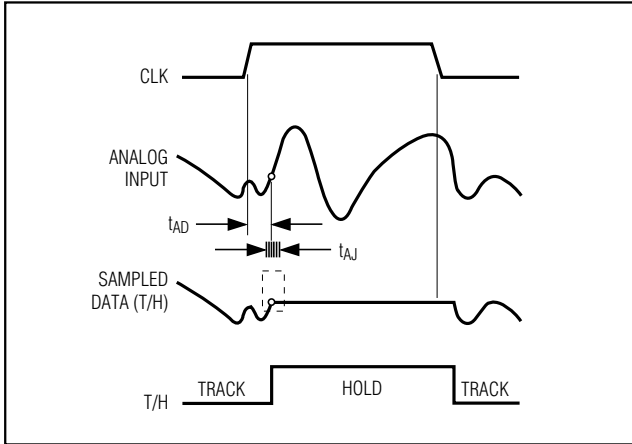 CLK
ANALOG
INPUT
tAD
tAJ
SAMPLED
DATA (T/H)
TRACK
HOLD
TRACK
T/H